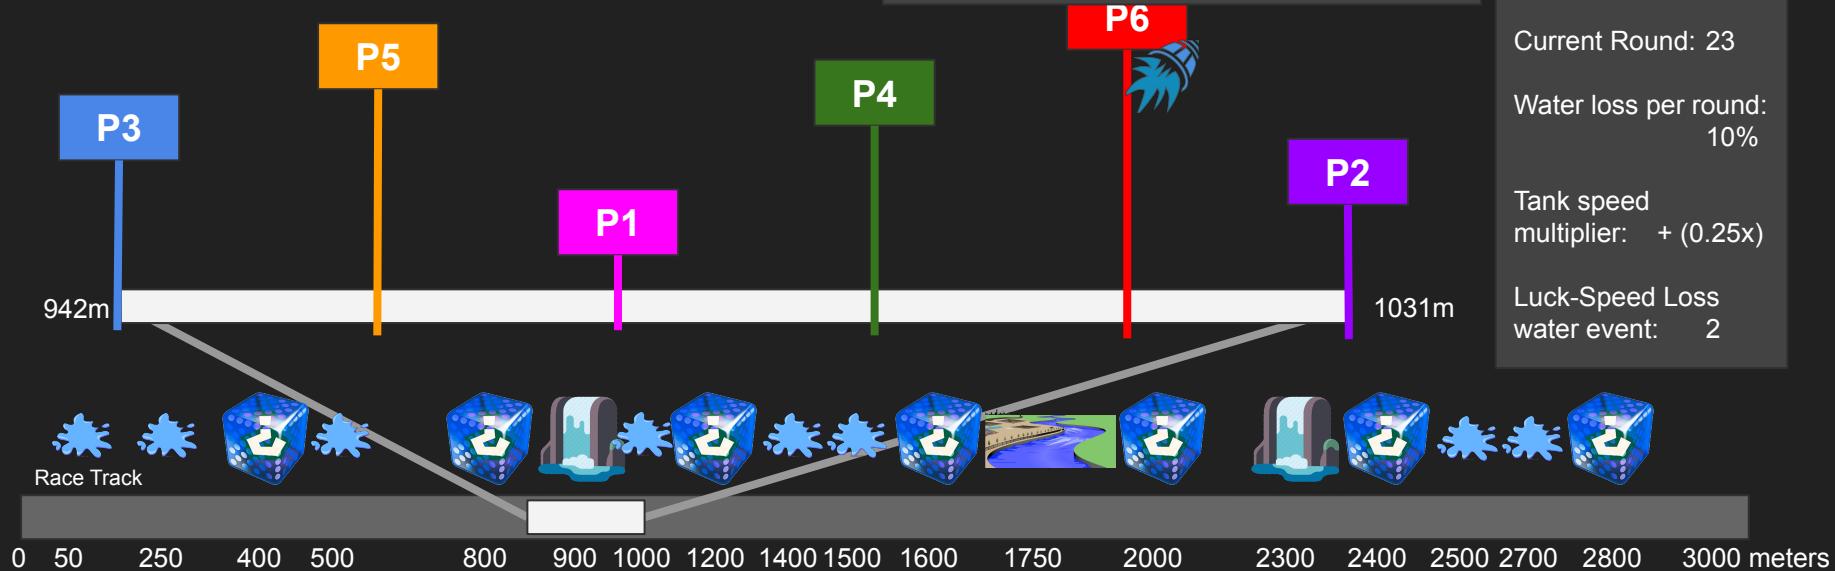 P6
P5
P4
P3
P2
P1
942m
1031m
Current Round: 23
Water loss per round:
10%
Tank speed
multiplier: + (0.25x)
Luck-Speed Loss
water event: 2
Race Track
0 50 250 400 500 800 900 1000 1200 1400 1500 1600 1750 2000 2300 2400 2500 2700 2800 3000 meters